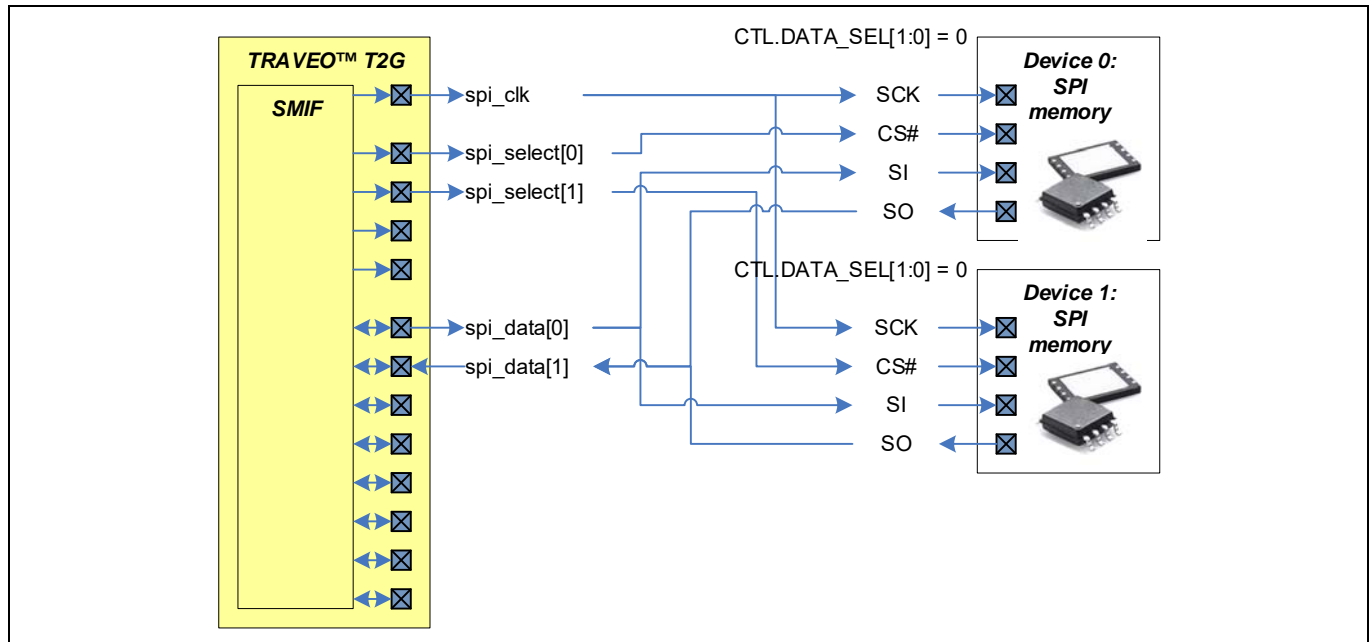 TRAVEO™ T2G
SMIF
spi_clk
spi_select[0]
spi_select[1]
spi_data[0]
spi_data[1]
CTL.DATA_SEL[1:0] = 0
SCK
CS#
SI
SO
Device 0:
SPI
memory
CTL.DATA_SEL[1:0] = 0
SCK
CS#
SI
SO
Device 1:
SPI
memory